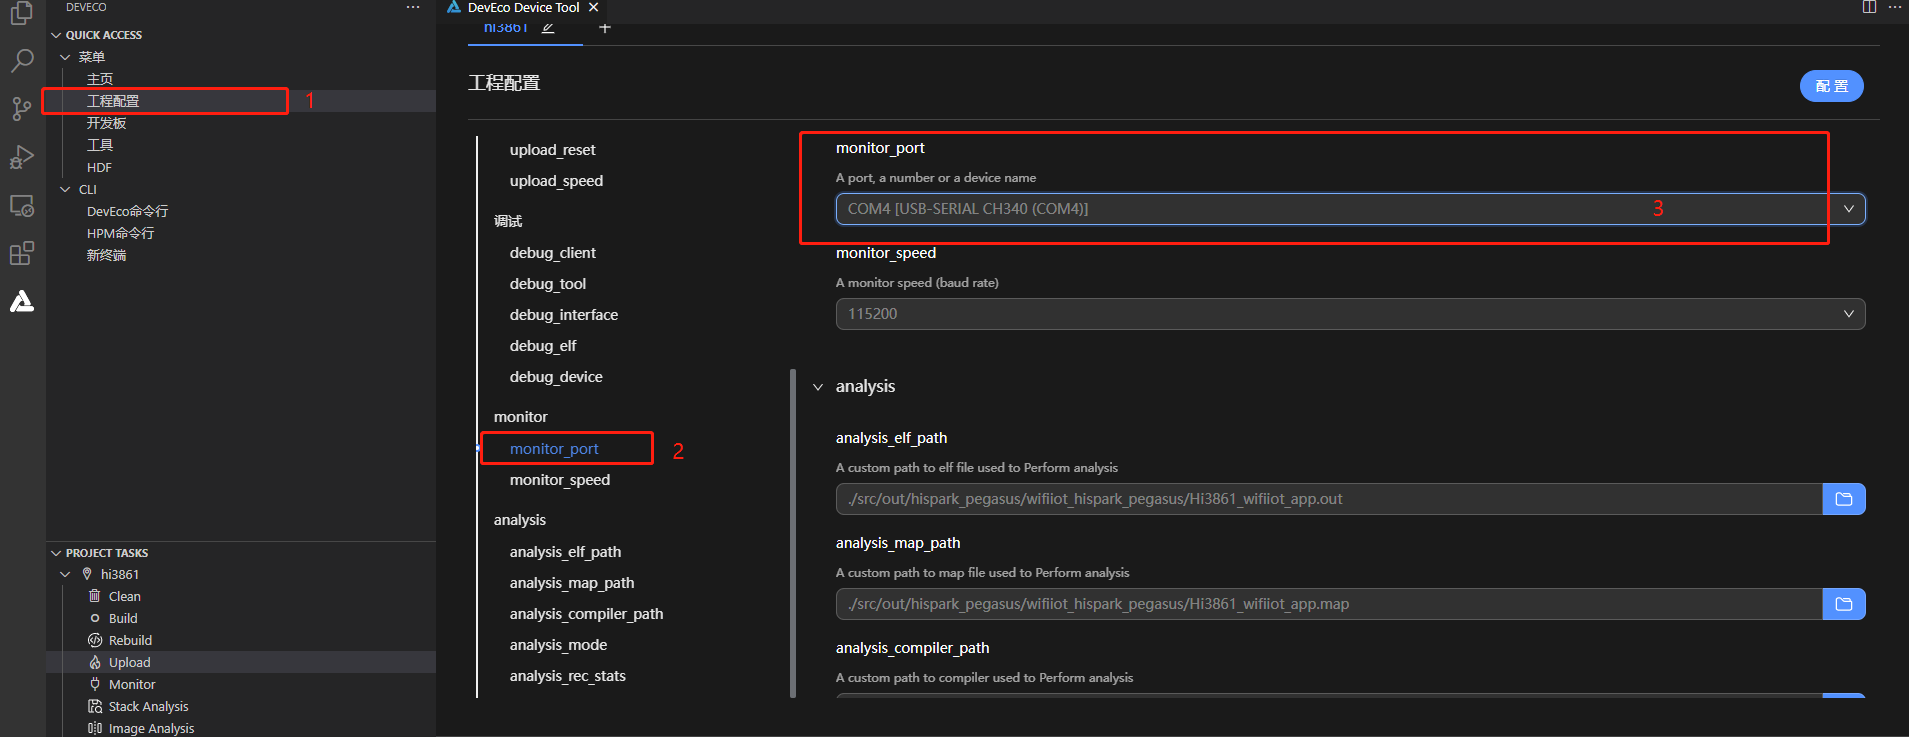 DEVECO
QUICK ACCESS
菜单
主页
工程配置
1
开发板
工具
HDF
CLI
DevEco命令行
HPM命令行
新终端
PROJECT TASKS
hi3861
Clean
Build
Rebuild
Upload
Monitor
Stack Analysis
Image Analysis
DevEco Device Tool
hi3861
工程配置
配 置
upload_reset
upload_speed
调试
debug_client
debug_tool
debug_interface
debug_elf
debug_device
monitor
monitor_port
2
monitor_speed
analysis
analysis_elf_path
analysis_map_path
analysis_compiler_path
analysis_mode
analysis_rec_stats
monitor_port
A port, a number or a device name
COM4 [USB-SERIAL CH340 (COM4)]
3
monitor_speed
A monitor speed (baud rate)
115200
analysis
analysis_elf_path
A custom path to elf file used to Perform analysis
./src/out/hispark_pegasus/wifiiot_hispark_pegasus/Hi3861_wifiiot_app.out
analysis_map_path
A custom path to map file used to Perform analysis
./src/out/hispark_pegasus/wifiiot_hispark_pegasus/Hi3861_wifiiot_app.map
analysis_compiler_path
A custom path to compiler used to Perform analysis